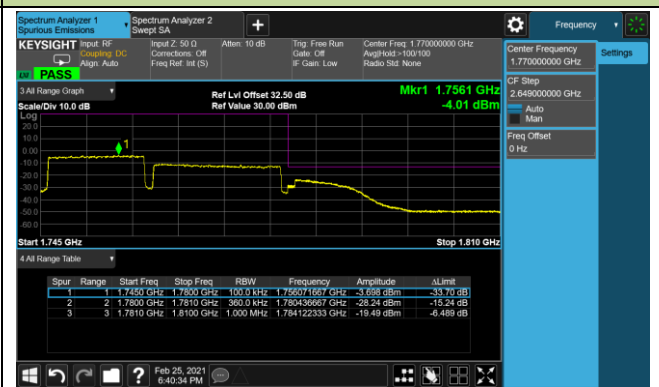 Spectrum Analyzer 1
Spurious Emissions
Spectrum Analyzer 2
Swept SA
Frequency
KEYSIGHT
Input: RF
Coupling: DC
Align: Auto
Input Z: 50 Ω
Corrections: Off
Freq Ref: Int (S)
Atten: 10 dB
Trig: Free Run
Gate: Off
IF Gain: Low
Center Freq: 1.770000000 GHz
Avg|Hold:>100/100
Radio Std: None
PASS
Center Frequency
1.770000000 GHz
Settings
CF Step
2.649000000 GHz
Auto
Man
Freq Offset
0 Hz
3 All Range Graph
Scale/Div 10.0 dB
Ref Lvl Offset 32.50 dB
Ref Value 30.00 dBm
Mkr1 1.7561 GHz
-4.01 dBm
Log
20.0
10.0
0.00
-10.0
-20.0
-30.0
-40.0
-50.0
-60.0
1
Start 1.745 GHz
Stop 1.810 GHz
4 All Range Table
Spur Range Start Freq Stop Freq RBW Frequency Amplitude ΔLimit
1 1 1.7450 GHz 1.7800 GHz 100.0 kHz 1.756071667 GHz -3.698 dBm -33.70 dB
2 2 1.7800 GHz 1.7810 GHz 360.0 kHz 1.780436667 GHz -28.24 dBm -15.24 dB
3 3 1.7810 GHz 1.8100 GHz 1.000 MHz 1.784122333 GHz -19.49 dBm -6.489 dB
Feb 25, 2021
6:40:34 PM